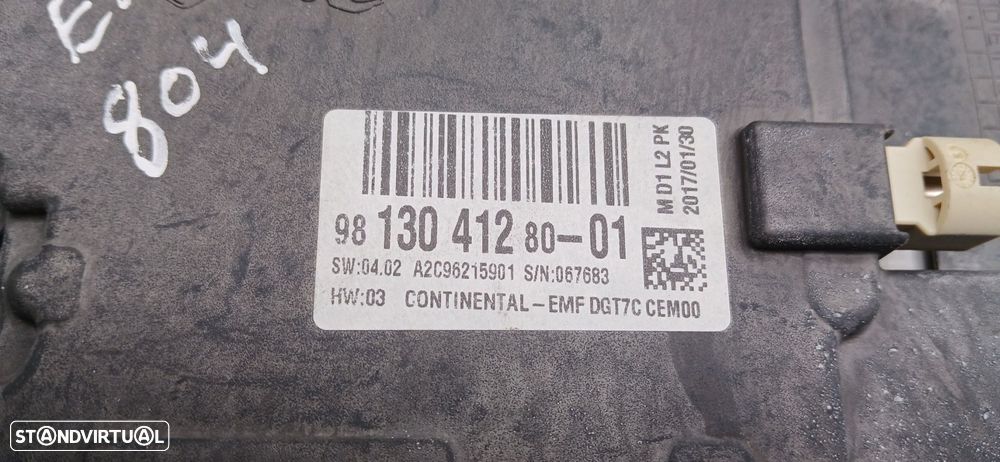 804
M D1 L2 PK
2017/01/30
98 130 412 80-01
SW:04.02 A2C96215901 S/N:067683
HW:03 CONTINENTAL-EMF DGT7C CEM00
STANDVIRTUAL